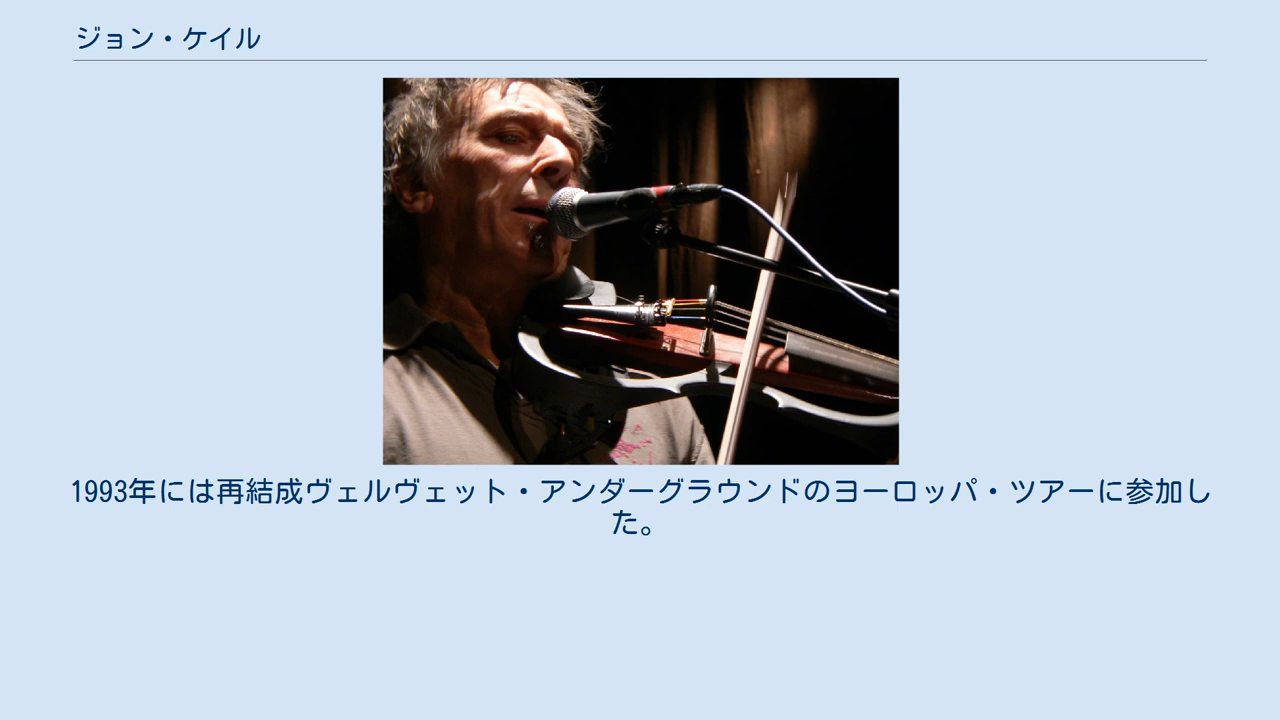 ジョン・ケイル
1993年には再結成ヴェルヴェット・アンダーグラウンドのヨーロッパ・ツアーに参加し
た。